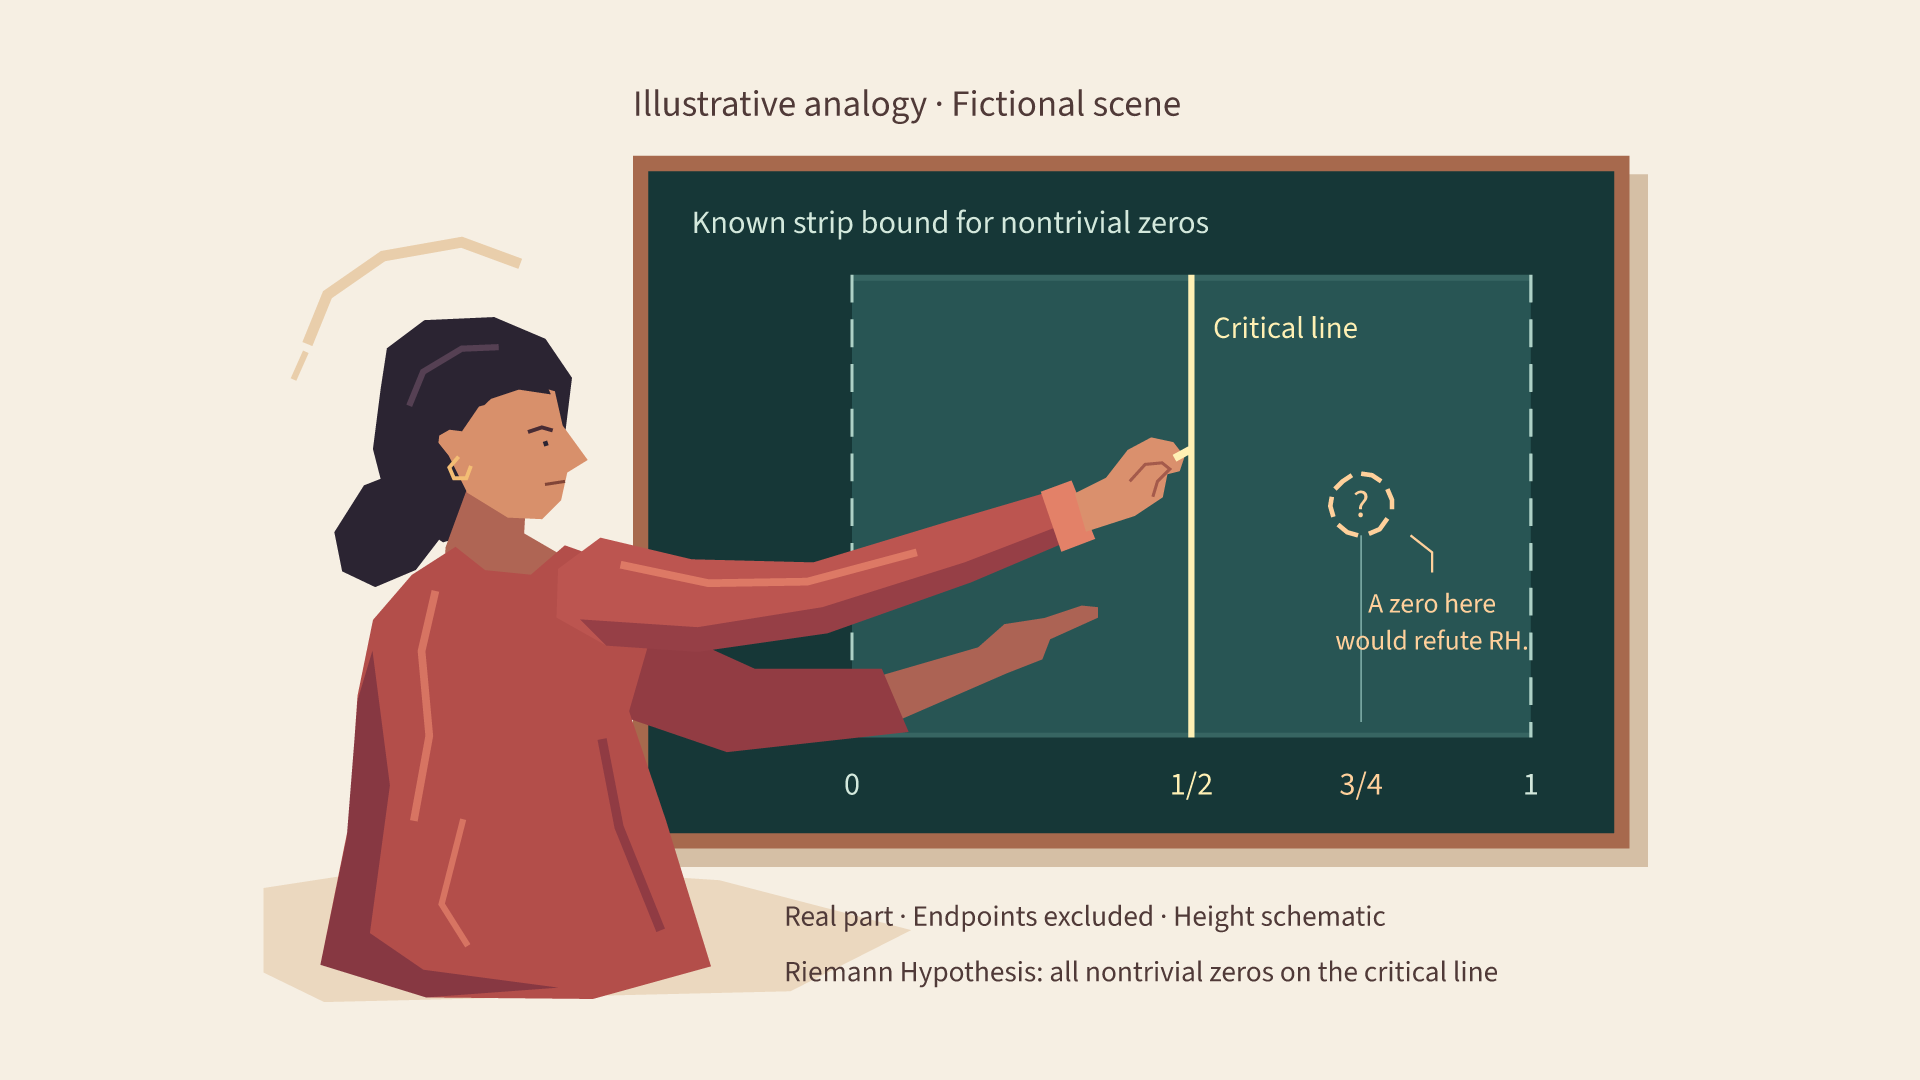 Illustrative analogy · Fictional scene
Known strip bound for nontrivial zeros
Critical line
?
A zero here
would refute RH.
0
1/2
3/4
1
Real part · Endpoints excluded · Height schematic
Riemann Hypothesis: all nontrivial zeros on the critical line